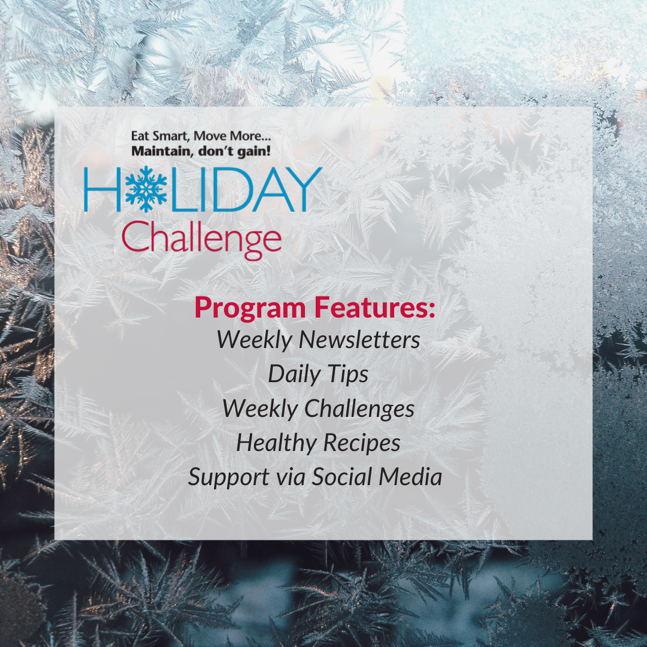 Eat Smart, Move More...
Maintain, don't gain!
HOLIDAY
Challenge
Program Features:
Weekly Newsletters
Daily Tips
Weekly Challenges
Healthy Recipes
Support via Social Media